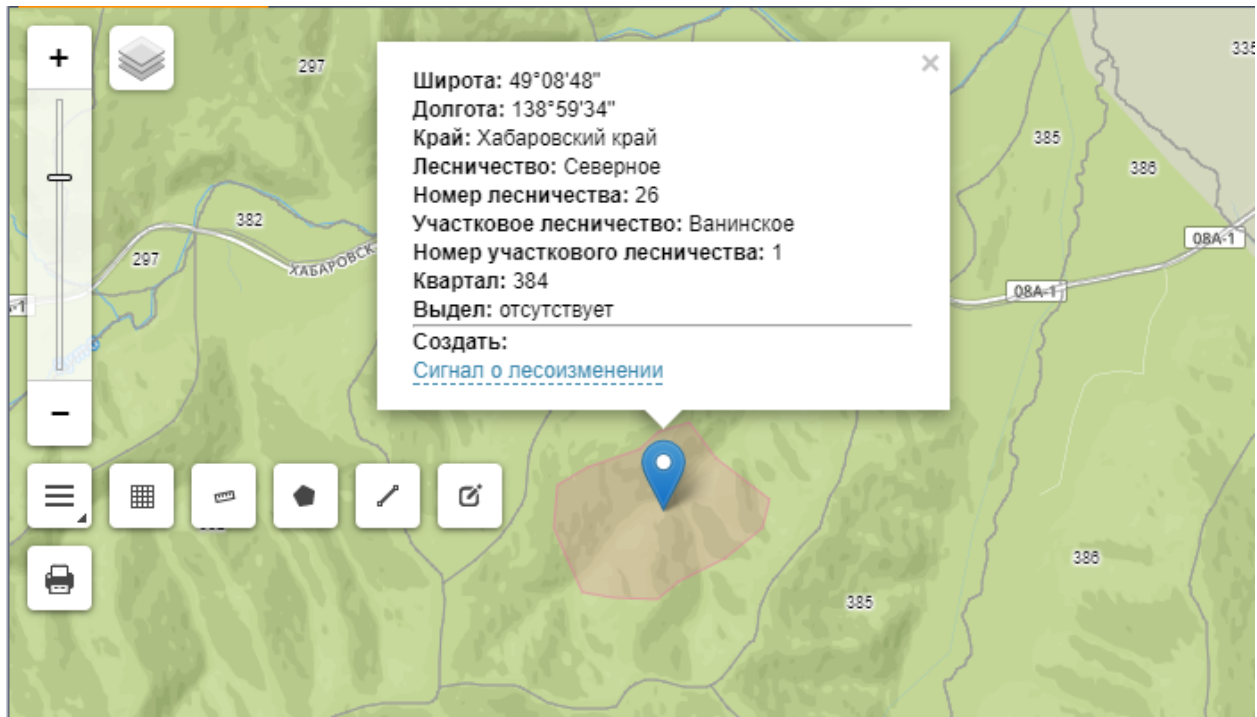 +
297
335
Широта: 49°08'48"
Долгота: 138°59'34"
Край: Хабаровский край
Лесничество: Северное
Номер лесничества: 26
Участковое лесничество: Ванинское
Номер участкового лесничества: 1
Квартал: 384
Выдел: отсутствует
Создать:
Сигнал о лесоизменении
×
385
386
382
297
ХАБАРОВСК
08А-1
08А-1
−
386
385